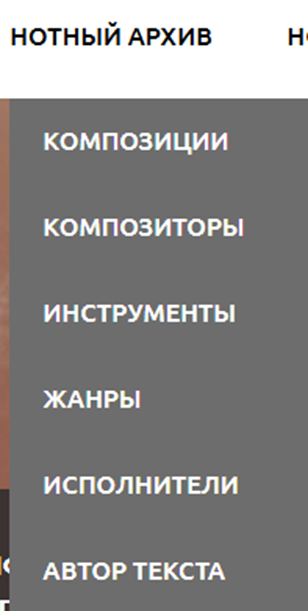 НОТНЫЙ АРХИВ
КОМПОЗИЦИИ
КОМПОЗИТОРЫ
ИНСТРУМЕНТЫ
ЖАНРЫ
ИСПОЛНИТЕЛИ
АВТОР ТЕКСТА